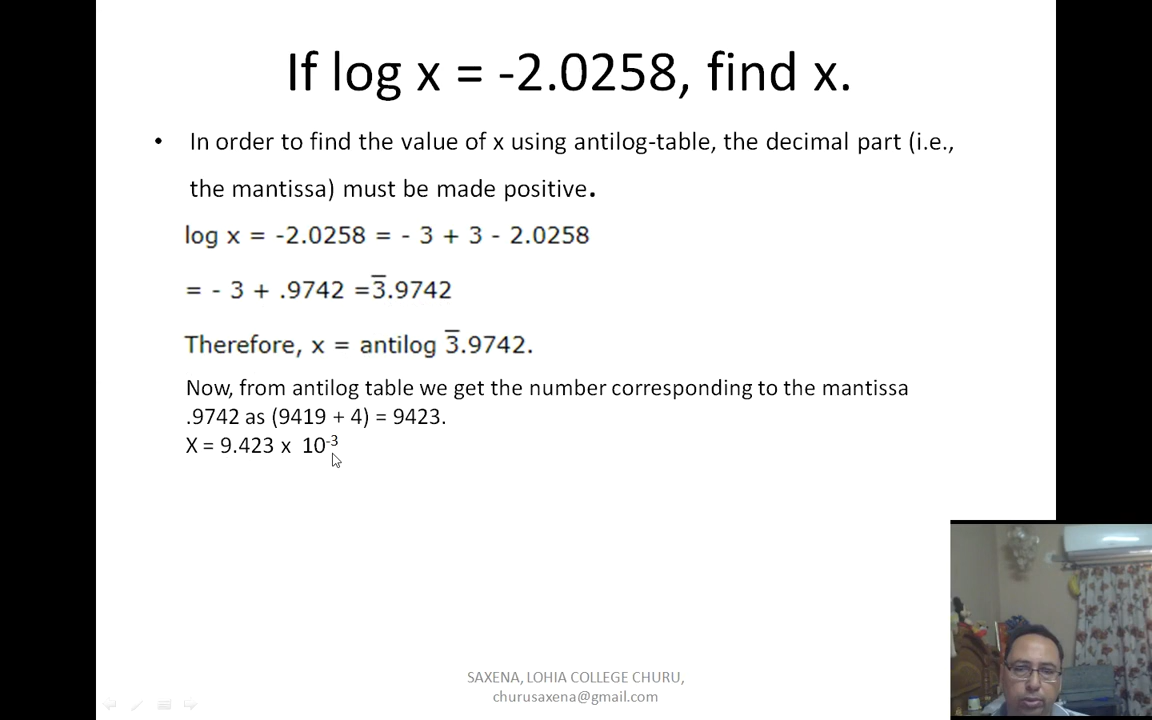 If log x = -2.0258, find x.
• In order to find the value of x using antilog-table, the decimal part (i.e.,
the mantissa) must be made positive.
log x = -2.0258 = - 3 + 3 - 2.0258
= - 3 + .9742 =3̅.9742
Therefore, x = antilog 3̅.9742.
Now, from antilog table we get the number corresponding to the mantissa
.9742 as (9419 + 4) = 9423.
X = 9.423 x 10⁻³
SAXENA, LOHIA COLLEGE CHURU,
churusaxena@gmail.com